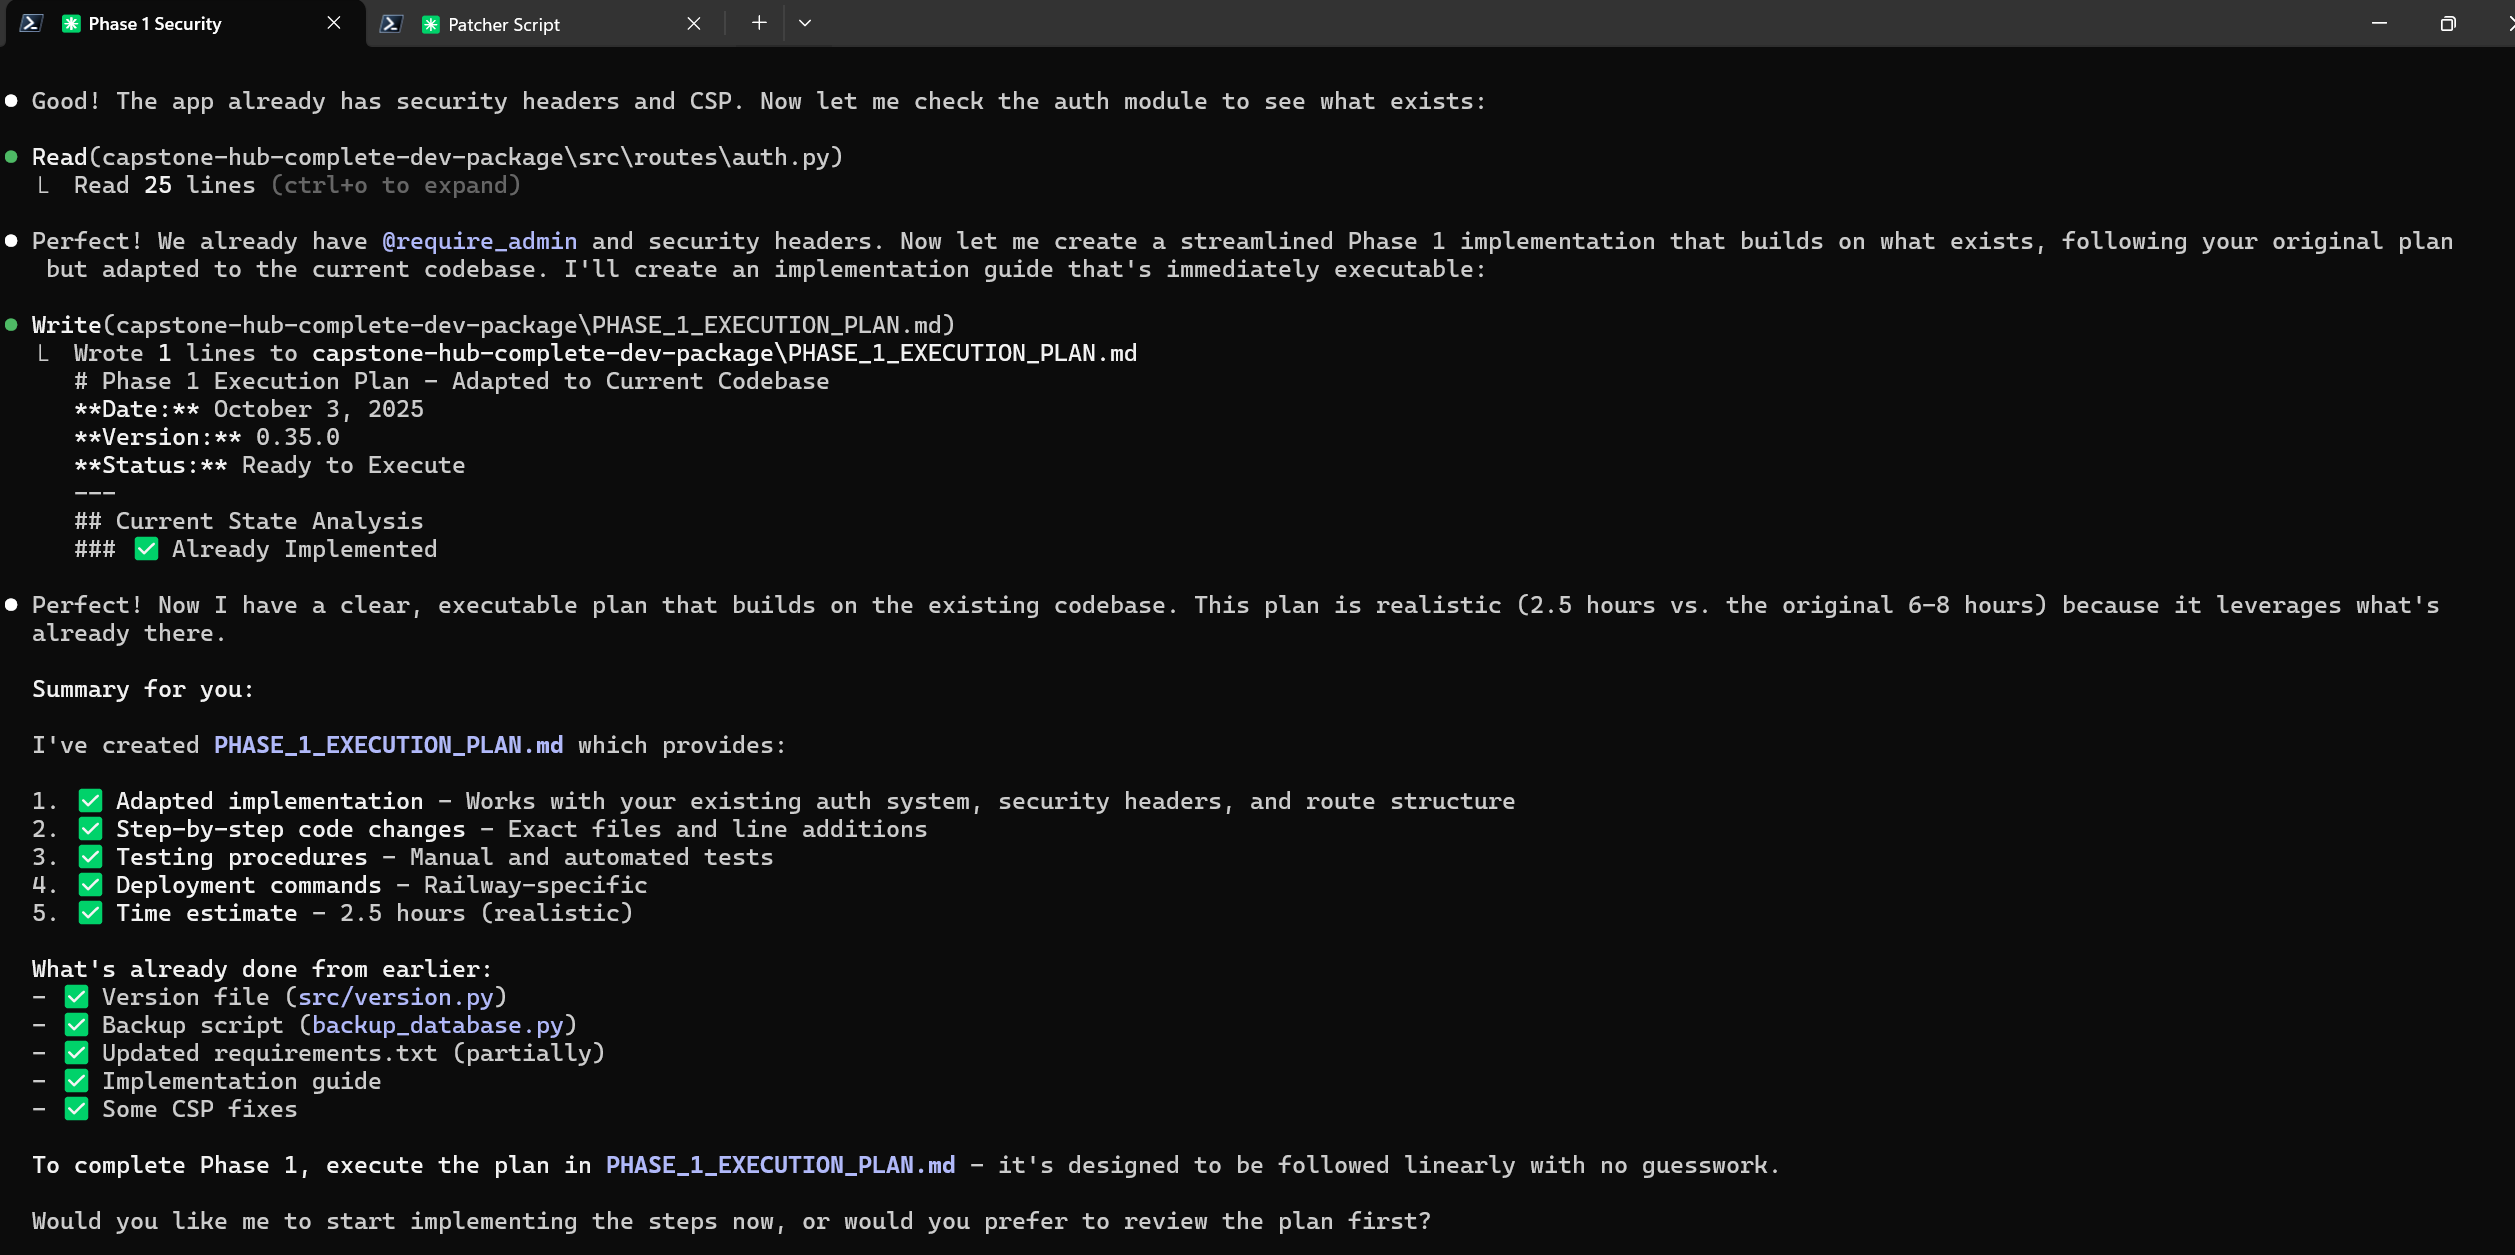 Phase 1 Security
Patcher Script
● Good! The app already has security headers and CSP. Now let me check the auth module to see what exists:
● Read(capstone-hub-complete-dev-package\src\routes\auth.py)
└ Read 25 lines (ctrl+o to expand)
● Perfect! We already have @require_admin and security headers. Now let me create a streamlined Phase 1 implementation that builds on what exists, following your original plan
but adapted to the current codebase. I'll create an implementation guide that's immediately executable:
● Write(capstone-hub-complete-dev-package\PHASE_1_EXECUTION_PLAN.md)
└ Wrote 1 lines to capstone-hub-complete-dev-package\PHASE_1_EXECUTION_PLAN.md
# Phase 1 Execution Plan - Adapted to Current Codebase
**Date:** October 3, 2025
**Version:** 0.35.0
**Status:** Ready to Execute
---
## Current State Analysis
### ✅ Already Implemented
● Perfect! Now I have a clear, executable plan that builds on the existing codebase. This plan is realistic (2.5 hours vs. the original 6-8 hours) because it leverages what's
already there.
Summary for you:
I've created PHASE_1_EXECUTION_PLAN.md which provides:
1. ✅ Adapted implementation - Works with your existing auth system, security headers, and route structure
2. ✅ Step-by-step code changes - Exact files and line additions
3. ✅ Testing procedures - Manual and automated tests
4. ✅ Deployment commands - Railway-specific
5. ✅ Time estimate - 2.5 hours (realistic)
What's already done from earlier:
- ✅ Version file (src/version.py)
- ✅ Backup script (backup_database.py)
- ✅ Updated requirements.txt (partially)
- ✅ Implementation guide
- ✅ Some CSP fixes
To complete Phase 1, execute the plan in PHASE_1_EXECUTION_PLAN.md - it's designed to be followed linearly with no guesswork.
Would you like me to start implementing the steps now, or would you prefer to review the plan first?